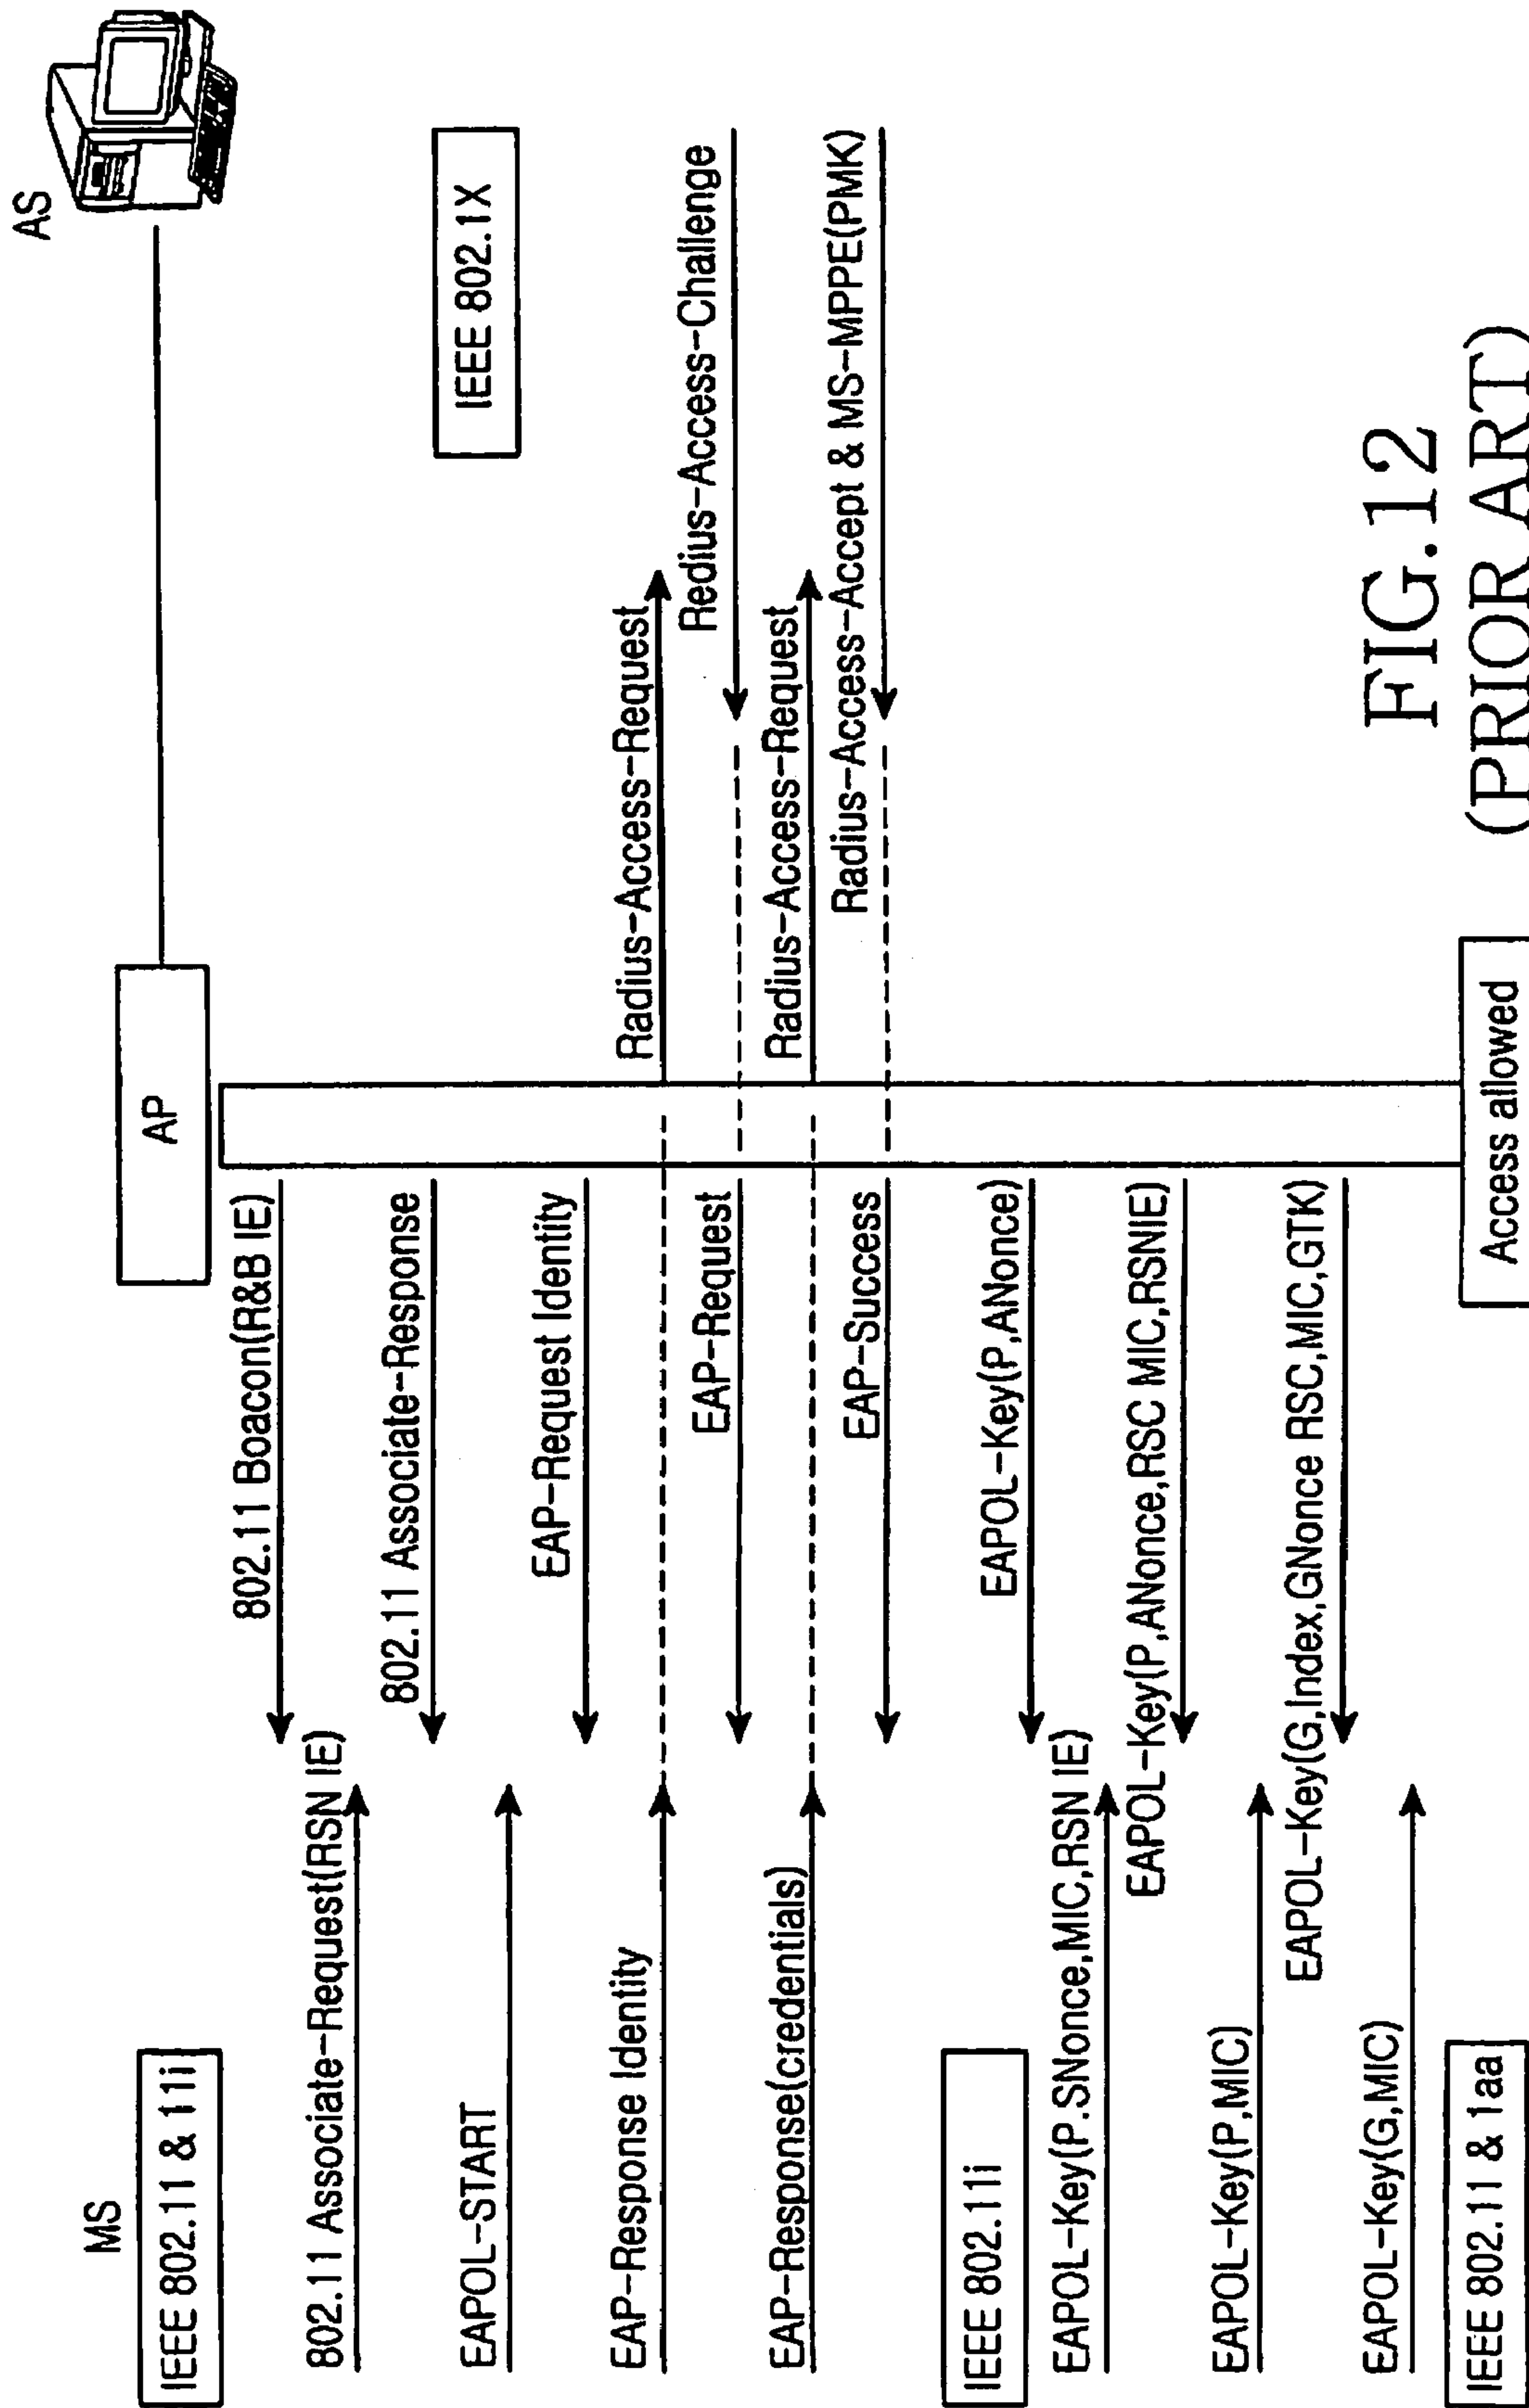 MS
AP
AS
IEEE 802.11 & 11i
802.11 Boacon(R&B IE)
802.11 Associate-Request(RSN IE)
802.11 Associate-Response
IEEE 802.1X
EAPOL-START
EAP-Request Identity
EAP-Response Identity
Radius-Access-Request
Redius-Access-Challenge
EAP-Request
EAP-Response(credentials)
Radius-Access-Request
Radius-Access-Accept & MS-MPPE(PMK)
EAP-Success
IEEE 802.11i
EAPOL-Key(P,ANonce)
EAPOL-Key(P.SNonce,MIC,RSN IE)
EAPOL-Key(P,ANonce,RSC MIC,RSNIE)
EAPOL-Key(P,MIC)
EAPOL-Key(G,Index,GNonce RSC,MIC,GTK)
EAPOL-Key(G,MIC)
IEEE 802.11 & 1aa
Access allowed
FIG.12
(PRIOR ART)